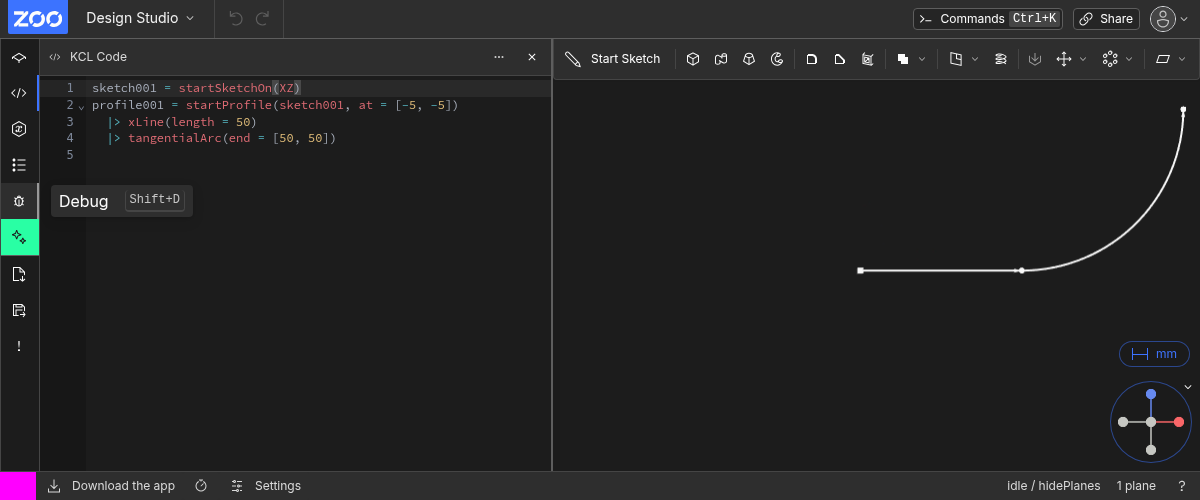 ZOO Design Studio Commands Ctrl+K Share
KCL Code
Start Sketch
1 sketch001 = startSketchOn(XZ)
2 profile001 = startProfile(sketch001, at = [-5, -5])
3 |> xLine(length = 50)
4 |> tangentialArc(end = [50, 50])
5
Debug Shift+D
mm
Download the app Settings idle / hidePlanes 1 plane ?